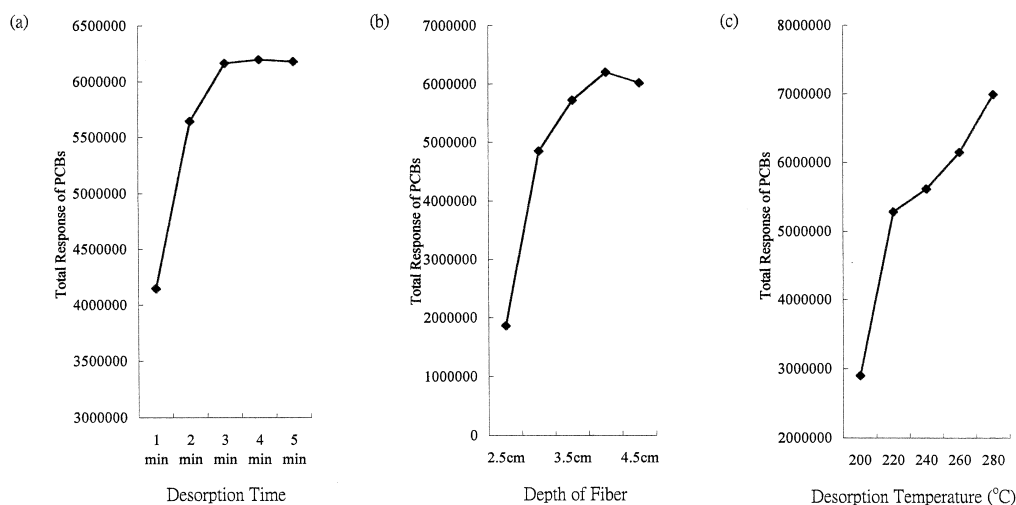 (a)
Total Response of PCBs
6500000
6000000
5500000
5000000
4500000
4000000
3500000
3000000
1 2 3 4 5
min min min min min
Desorption Time
(b)
Total Response of PCBs
7000000
6000000
5000000
4000000
3000000
2000000
1000000
0
2.5cm 3.5cm 4.5cm
Depth of Fiber
(c)
Total Response of PCBs
8000000
7000000
6000000
5000000
4000000
3000000
2000000
200 220 240 260 280
Desorption Temperature (°C)